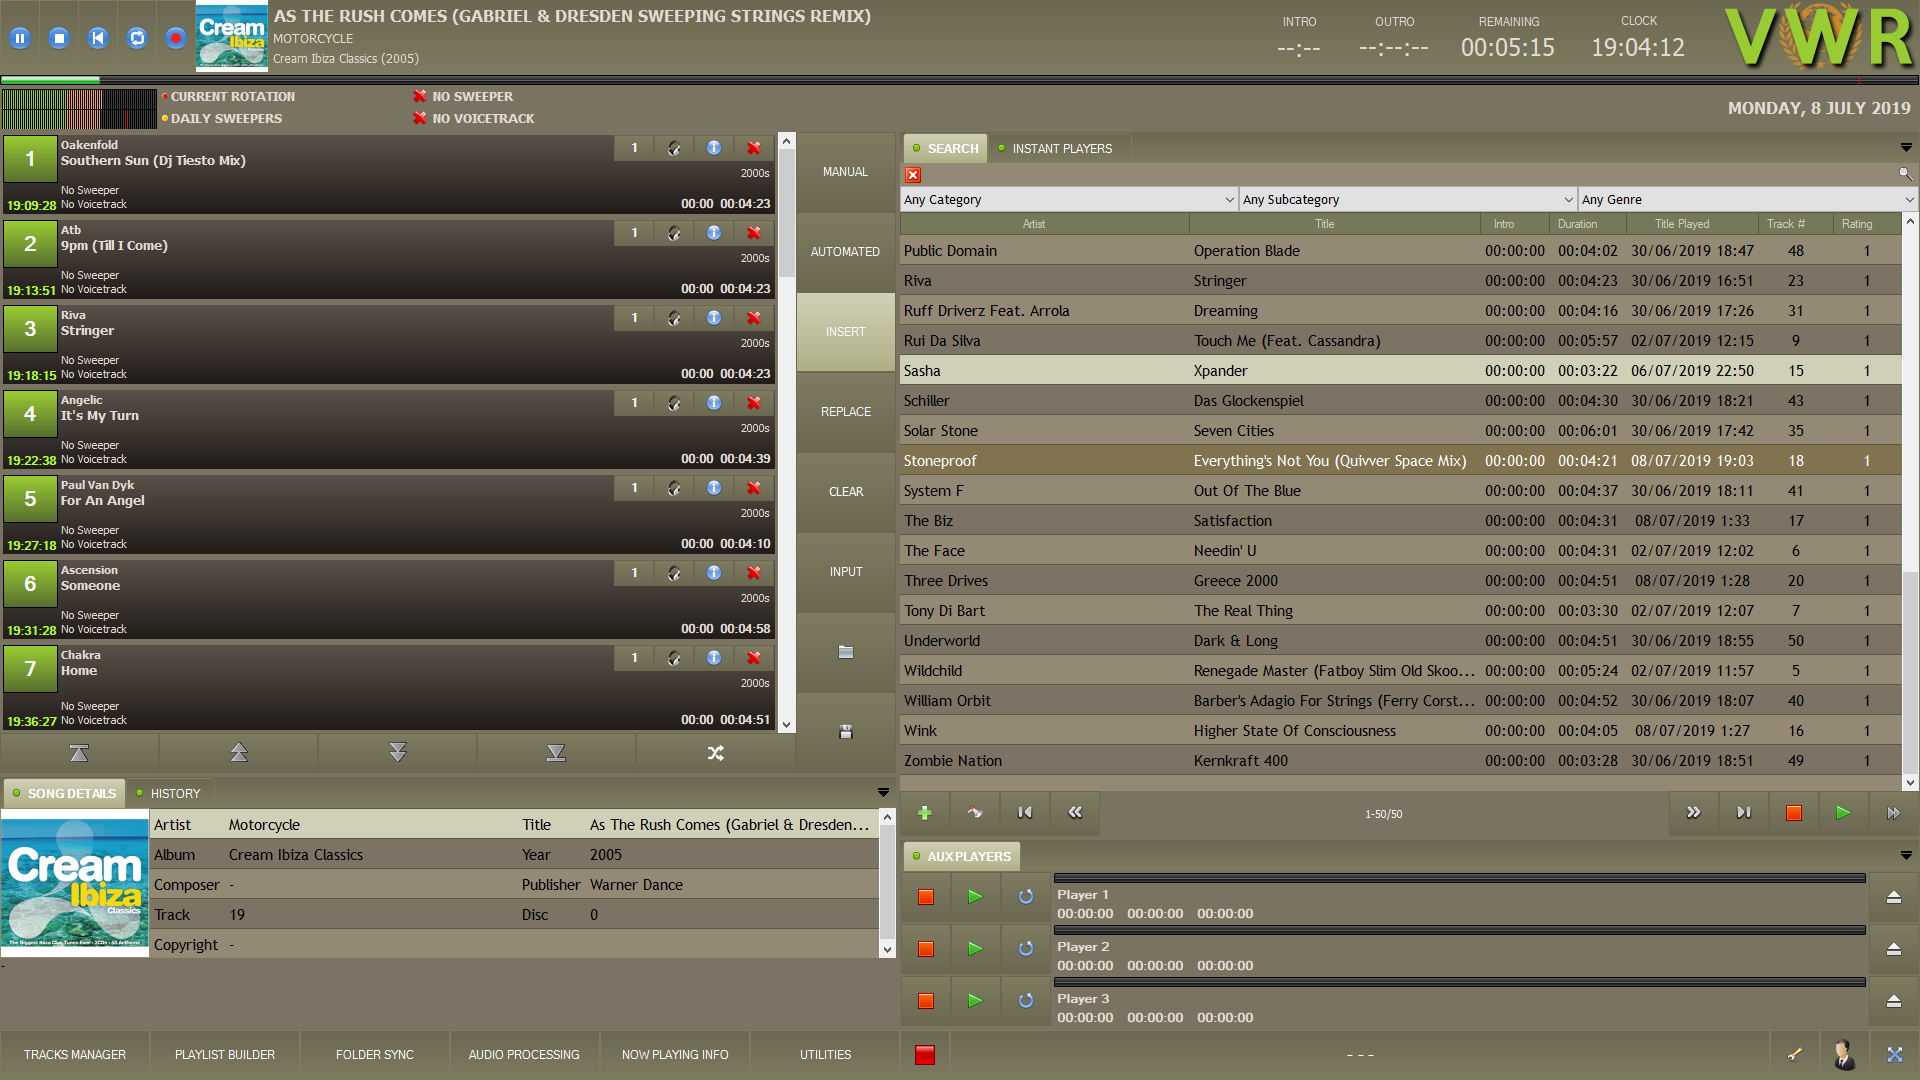 AS THE RUSH COMES (GABRIEL & DRESDEN SWEEPING STRINGS REMIX)
MOTORCYCLE
Cream Ibiza Classics (2005)
Cream
Ibiza
Classics
INTRO OUTRO REMAINING CLOCK
--:-- --:--:-- 00:05:15 19:04:12
VWR
CURRENT ROTATION NO SWEEPER
DAILY SWEEPERS NO VOICETRACK
MONDAY, 8 JULY 2019
1 Oakenfold 1
Southern Sun (Dj Tiesto Mix)
2000s
No Sweeper
19:09:28 No Voicetrack 00:00 00:04:23
2 Atb 1
9pm (Till I Come)
2000s
No Sweeper
19:13:51 No Voicetrack 00:00 00:04:23
3 Riva 1
Stringer
2000s
No Sweeper
19:18:15 No Voicetrack 00:00 00:04:23
4 Angelic 1
It's My Turn
2000s
No Sweeper
19:22:38 No Voicetrack 00:00 00:04:39
5 Paul Van Dyk 1
For An Angel
2000s
No Sweeper
19:27:18 No Voicetrack 00:00 00:04:10
6 Ascension 1
Someone
2000s
No Sweeper
19:31:28 No Voicetrack 00:00 00:04:58
7 Chakra 1
Home
2000s
No Sweeper
19:36:27 No Voicetrack 00:00 00:04:51
MANUAL
AUTOMATED
INSERT
REPLACE
CLEAR
INPUT
SEARCH INSTANT PLAYERS
Any Category Any Subcategory Any Genre
Artist Title Intro Duration Title Played Track # Rating
Public Domain Operation Blade 00:00:00 00:04:02 30/06/2019 18:47 48 1
Riva Stringer 00:00:00 00:04:23 30/06/2019 16:51 23 1
Ruff Driverz Feat. Arrola Dreaming 00:00:00 00:04:16 30/06/2019 17:26 31 1
Rui Da Silva Touch Me (Feat. Cassandra) 00:00:00 00:05:57 02/07/2019 12:15 9 1
Sasha Xpander 00:00:00 00:03:22 06/07/2019 22:50 15 1
Schiller Das Glockenspiel 00:00:00 00:04:30 30/06/2019 18:21 43 1
Solar Stone Seven Cities 00:00:00 00:06:01 30/06/2019 17:42 35 1
Stoneproof Everything's Not You (Quivver Space Mix) 00:00:00 00:04:21 08/07/2019 19:03 18 1
System F Out Of The Blue 00:00:00 00:04:37 30/06/2019 18:11 41 1
The Biz Satisfaction 00:00:00 00:04:31 08/07/2019 1:33 17 1
The Face Needin' U 00:00:00 00:04:31 02/07/2019 12:02 6 1
Three Drives Greece 2000 00:00:00 00:04:51 08/07/2019 1:28 20 1
Tony Di Bart The Real Thing 00:00:00 00:03:30 02/07/2019 12:07 7 1
Underworld Dark & Long 00:00:00 00:04:51 30/06/2019 18:55 50 1
Wildchild Renegade Master (Fatboy Slim Old Skoo... 00:00:00 00:05:24 02/07/2019 11:57 5 1
William Orbit Barber's Adagio For Strings (Ferry Corst... 00:00:00 00:04:52 30/06/2019 18:07 40 1
Wink Higher State Of Consciousness 00:00:00 00:04:05 08/07/2019 1:27 16 1
Zombie Nation Kernkraft 400 00:00:00 00:03:28 30/06/2019 18:51 49 1
1-50/50
SONG DETAILS HISTORY
Cream
Ibiza
Classics
The Biggest Ibiza Club Tunes Ever • 3CDs • 50 Anthems
Artist Motorcycle Title As The Rush Comes (Gabriel & Dresden...
Album Cream Ibiza Classics Year 2005
Composer - Publisher Warner Dance
Track 19 Disc 0
Copyright -
-
AUX PLAYERS
Player 1
00:00:00 00:00:00 00:00:00
Player 2
00:00:00 00:00:00 00:00:00
Player 3
00:00:00 00:00:00 00:00:00
TRACKS MANAGER PLAYLIST BUILDER FOLDER SYNC AUDIO PROCESSING NOW PLAYING INFO UTILITIES - - -